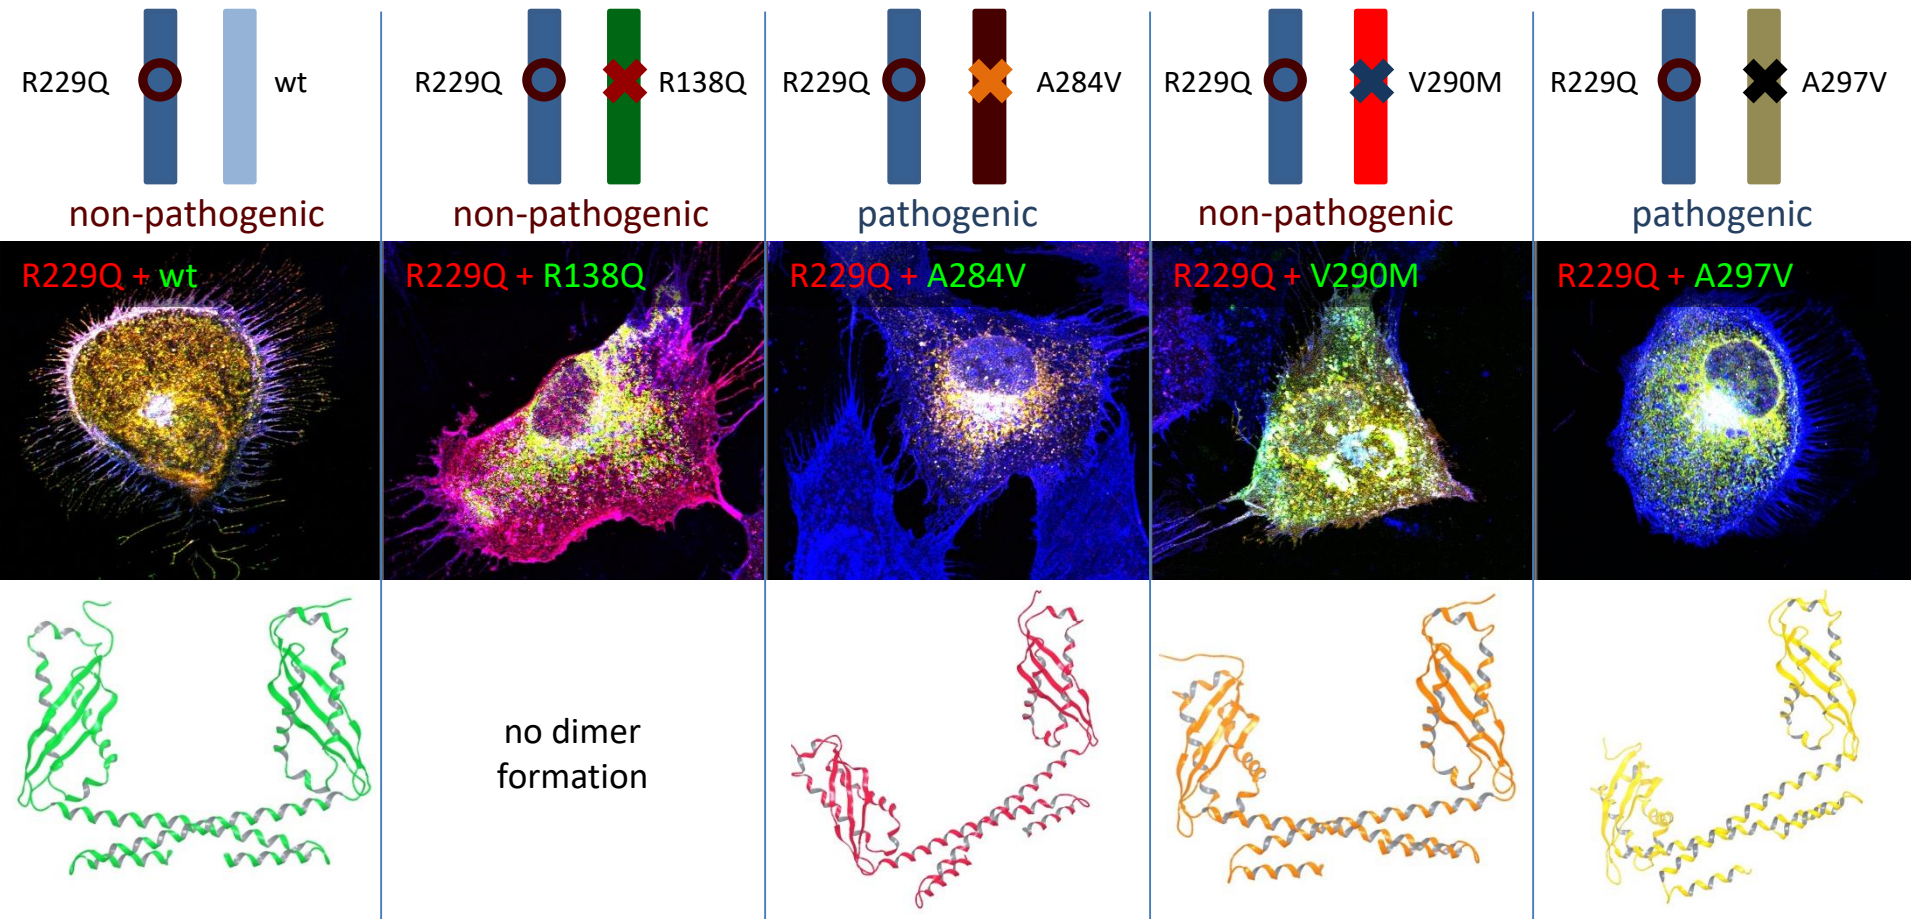 R229Q wt
non-pathogenic
R229Q R138Q
non-pathogenic
R229Q A284V
pathogenic
R229Q V290M
non-pathogenic
R229Q A297V
pathogenic
R229Q + wt
R229Q + R138Q
R229Q + A284V
R229Q + V290M
R229Q + A297V
no dimer
formation